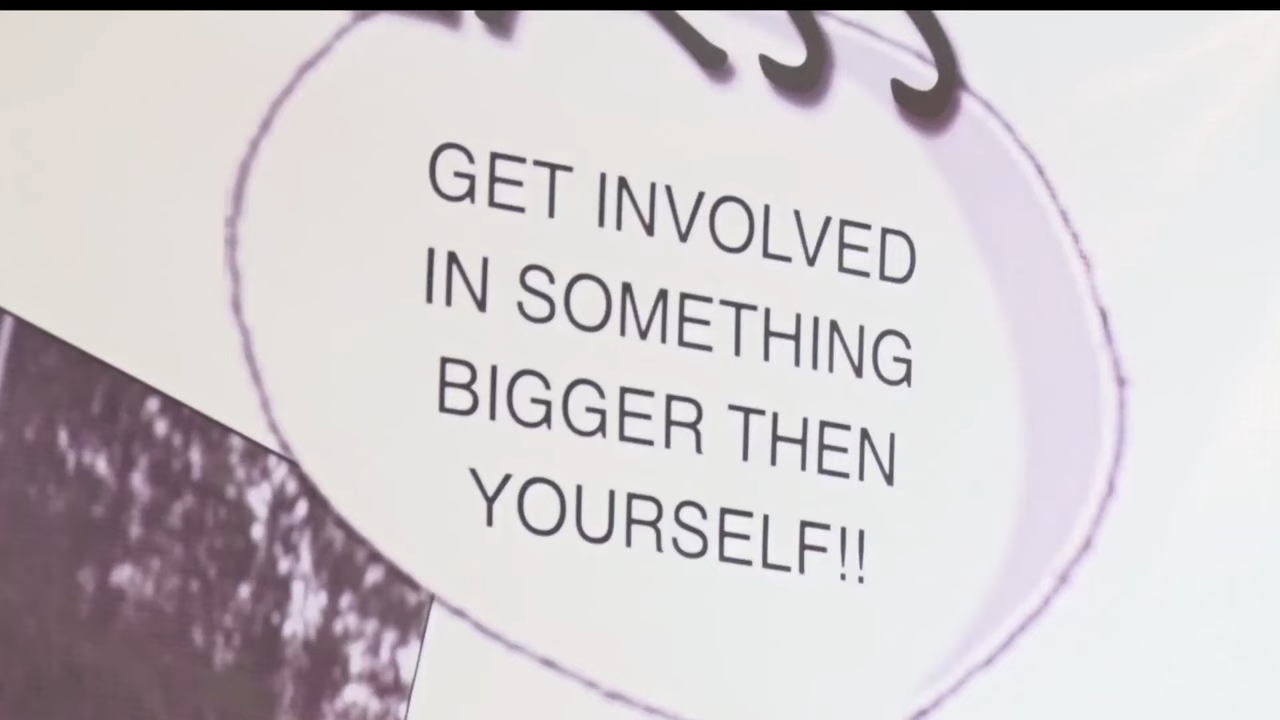 GET INVOLVED
IN SOMETHING
BIGGER THEN
YOURSELF!!